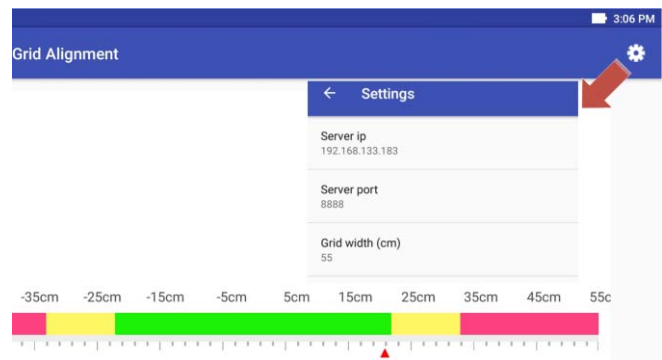 3:06 PM
Grid Alignment
Settings
Server ip
192.168.133.183
Server port
8888
Grid width (cm)
55
-35cm -25cm -15cm -5cm 5cm 15cm 25cm 35cm 45cm 55c